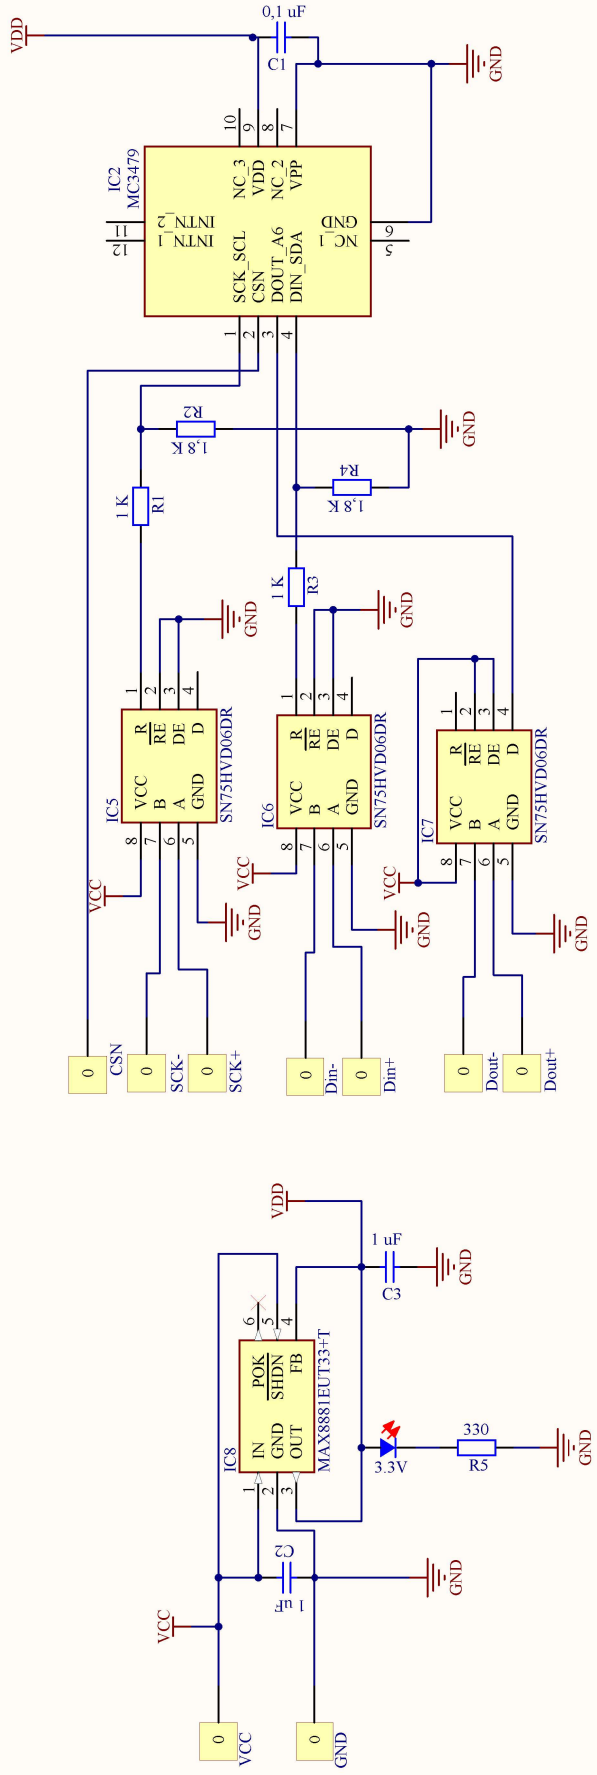 0,1 uF
VDD
C1
GND
10
9
8
7
IC2
MC3479
NC_3
VDD
NC_2
VPP
11
12
INTN_2
INTN_1
GND
NC_1
6
5
SCK_SCL
CSN
DOUT_A6
DIN_SDA
1
2
3
4
R2
1,8 K
GND
R4
1,8 K
1 K
R1
1 K
R3
GND
GND
1
2
3
4
R
RE
DE
D
VCC
B
A
GND
IC5
SN75HVD06DR
8
7
6
5
VCC
GND
1
2
3
4
R
RE
DE
D
VCC
B
A
GND
IC6
SN75HVD06DR
8
7
6
5
VCC
GND
1
2
3
4
R
RE
DE
D
VCC
B
A
GND
IC7
SN75HVD06DR
8
7
6
5
VCC
GND
0
CSN
0
SCK-
0
SCK+
0
Din-
0
Din+
0
Dout-
0
Dout+
VDD
1 uF
C3
GND
6
5
4
POK
SHDN
FB
IN
GND
OUT
IC8
MAX8881EUT33+T
1
2
3
3.3V
330
R5
GND
C2
1 uF
GND
VCC
0
VCC
0
GND